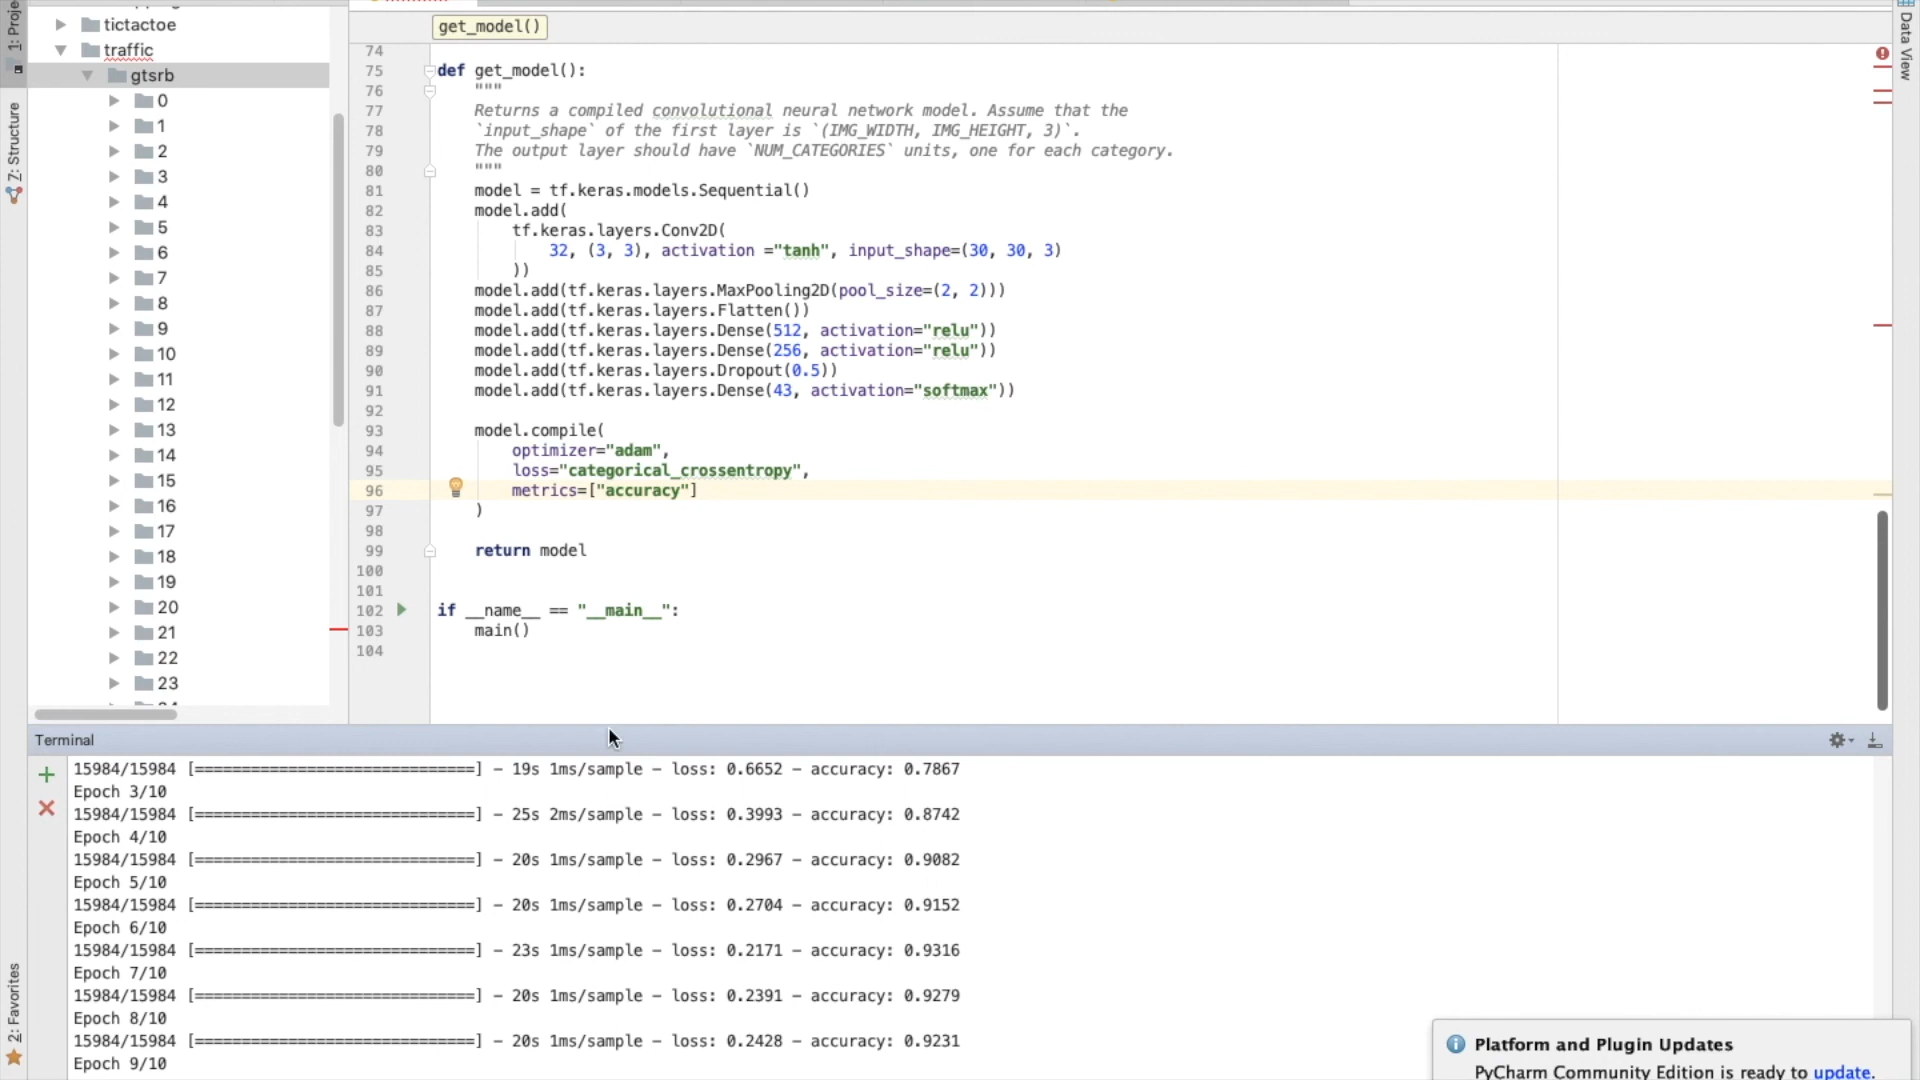 1: Proje
Z: Structure
2: Favorites
tictactoe
traffic
gtsrb
0
1
2
3
4
5
6
7
8
9
10
11
12
13
14
15
16
17
18
19
20
21
22
23
get_model()
74
75 def get_model():
76 """
77 Returns a compiled convolutional neural network model. Assume that the
78 `input_shape` of the first layer is `(IMG_WIDTH, IMG_HEIGHT, 3)`.
79 The output layer should have `NUM_CATEGORIES` units, one for each category.
80 """
81 model = tf.keras.models.Sequential()
82 model.add(
83 tf.keras.layers.Conv2D(
84 32, (3, 3), activation ="tanh", input_shape=(30, 30, 3)
85 ))
86 model.add(tf.keras.layers.MaxPooling2D(pool_size=(2, 2)))
87 model.add(tf.keras.layers.Flatten())
88 model.add(tf.keras.layers.Dense(512, activation="relu"))
89 model.add(tf.keras.layers.Dense(256, activation="relu"))
90 model.add(tf.keras.layers.Dropout(0.5))
91 model.add(tf.keras.layers.Dense(43, activation="softmax"))
92
93 model.compile(
94 optimizer="adam",
95 loss="categorical_crossentropy",
96 metrics=["accuracy"]
97 )
98
99 return model
100
101
102 if __name__ == "__main__":
103 main()
104
Data View
Terminal
15984/15984 [==============================] - 19s 1ms/sample - loss: 0.6652 - accuracy: 0.7867
Epoch 3/10
15984/15984 [==============================] - 25s 2ms/sample - loss: 0.3993 - accuracy: 0.8742
Epoch 4/10
15984/15984 [==============================] - 20s 1ms/sample - loss: 0.2967 - accuracy: 0.9082
Epoch 5/10
15984/15984 [==============================] - 20s 1ms/sample - loss: 0.2704 - accuracy: 0.9152
Epoch 6/10
15984/15984 [==============================] - 23s 1ms/sample - loss: 0.2171 - accuracy: 0.9316
Epoch 7/10
15984/15984 [==============================] - 20s 1ms/sample - loss: 0.2391 - accuracy: 0.9279
Epoch 8/10
15984/15984 [==============================] - 20s 1ms/sample - loss: 0.2428 - accuracy: 0.9231
Epoch 9/10
Platform and Plugin Updates
PyCharm Community Edition is ready to update.